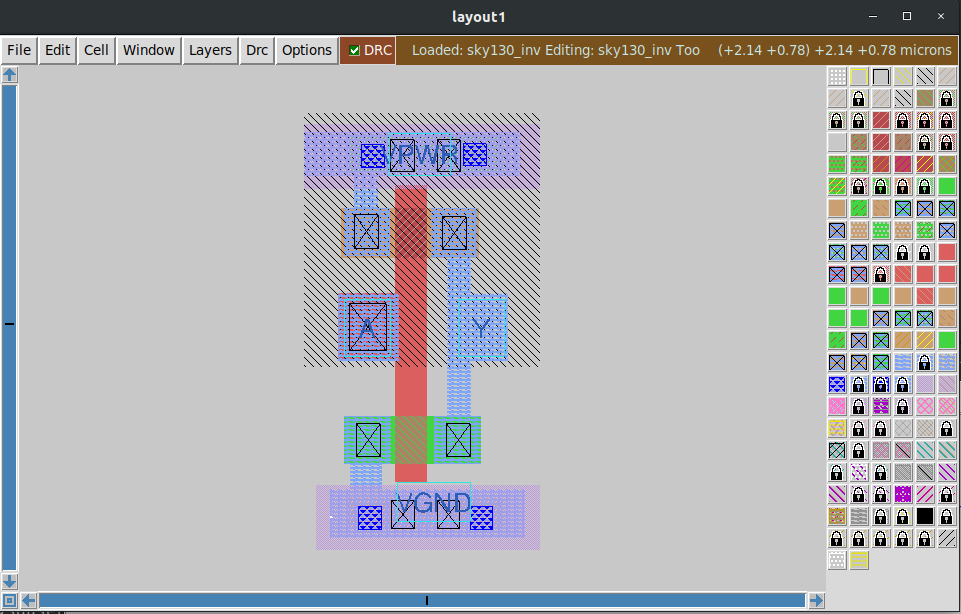 layout1
File Edit Cell Window Layers Drc Options DRC Loaded: sky130_inv Editing: sky130_inv Too (+2.14 +0.78) +2.14 +0.78 microns
VPWR
A Y
VGND